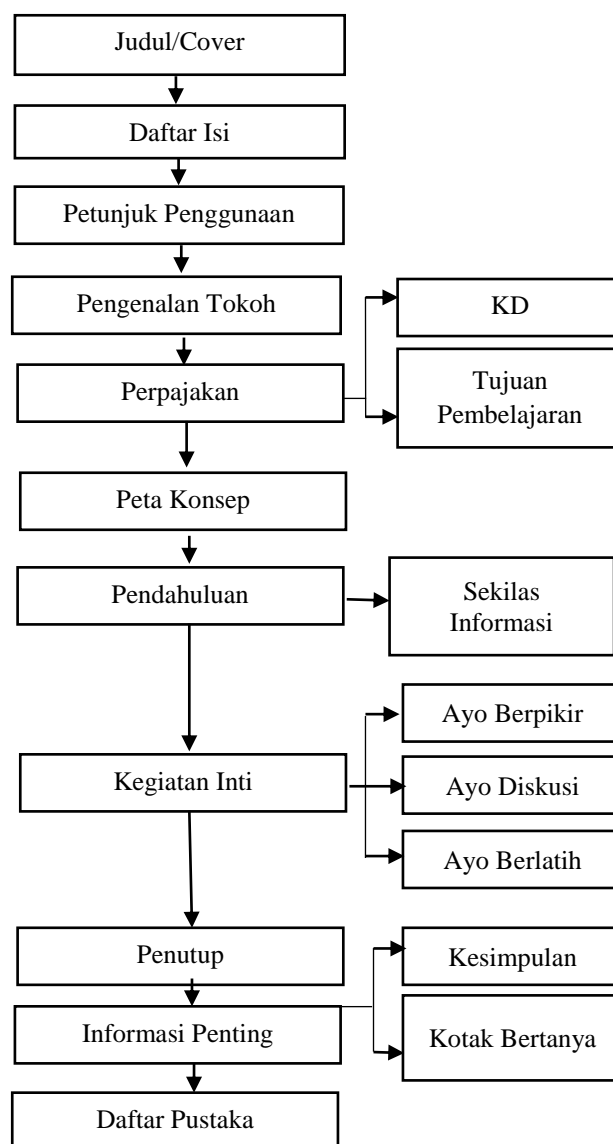 Judul/Cover
Daftar Isi
Petunjuk Penggunaan
Pengenalan Tokoh
KD
Perpajakan
Tujuan
Pembelajaran
Peta Konsep
Pendahuluan
Sekilas
Informasi
Ayo Berpikir
Kegiatan Inti
Ayo Diskusi
Ayo Berlatih
Penutup
Kesimpulan
Informasi Penting
Kotak Bertanya
Daftar Pustaka